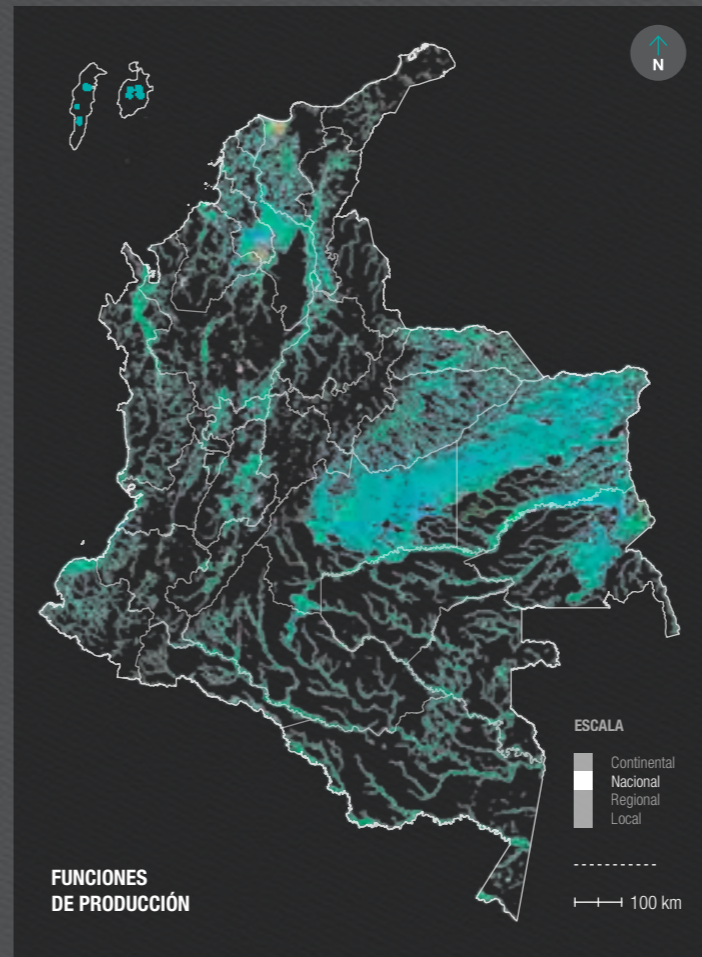 N
ESCALA
Continental
Nacional
Regional
Local
100 km
FUNCIONES
DE PRODUCCIÓN